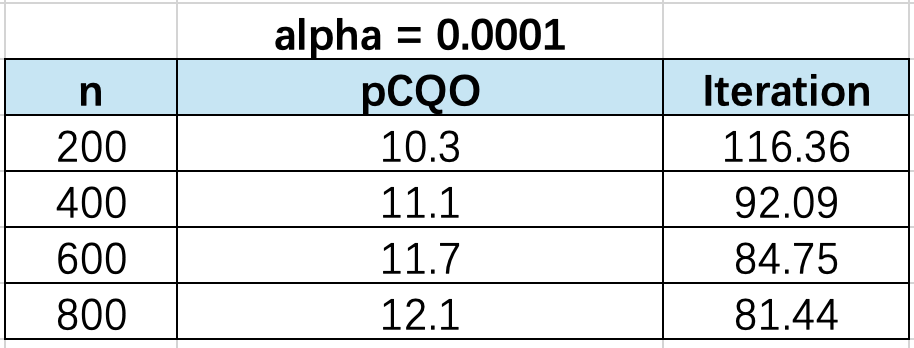 alpha = 0.0001
n pCQO Iteration
200 10.3 116.36
400 11.1 92.09
600 11.7 84.75
800 12.1 81.44